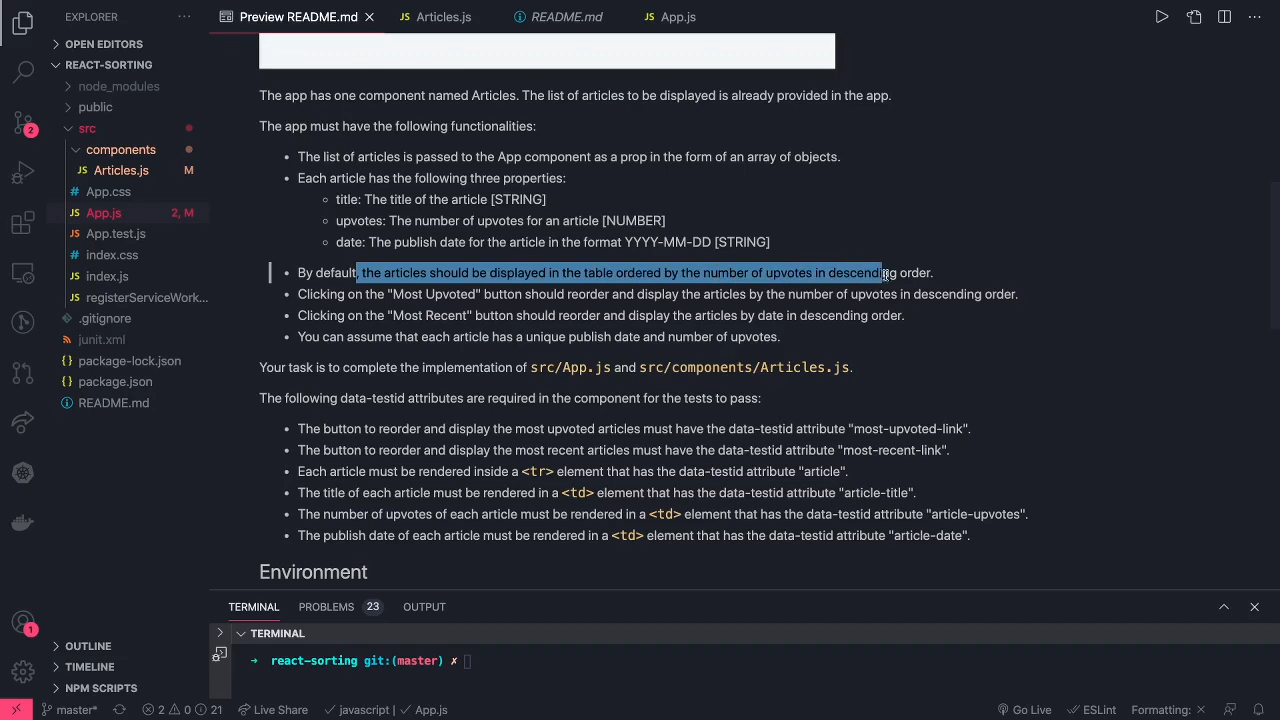 EXPLORER
Preview README.md
Articles.js
README.md
App.js
OPEN EDITORS
REACT-SORTING
node_modules
public
src
components
JS Articles.js M
App.css
JS App.js 2, M
JS App.test.js
index.css
JS index.js
JS registerServiceWork...
.gitignore
junit.xml
{} package-lock.json
{} package.json
README.md
OUTLINE
TIMELINE
NPM SCRIPTS
2
1
The app has one component named Articles. The list of articles to be displayed is already provided in the app.
The app must have the following functionalities:
• The list of articles is passed to the App component as a prop in the form of an array of objects.
• Each article has the following three properties:
◦ title: The title of the article [STRING]
◦ upvotes: The number of upvotes for an article [NUMBER]
◦ date: The publish date for the article in the format YYYY-MM-DD [STRING]
• By default, the articles should be displayed in the table ordered by the number of upvotes in descending order.
• Clicking on the "Most Upvoted" button should reorder and display the articles by the number of upvotes in descending order.
• Clicking on the "Most Recent" button should reorder and display the articles by date in descending order.
• You can assume that each article has a unique publish date and number of upvotes.
Your task is to complete the implementation of src/App.js and src/components/Articles.js.
The following data-testid attributes are required in the component for the tests to pass:
• The button to reorder and display the most upvoted articles must have the data-testid attribute "most-upvoted-link".
• The button to reorder and display the most recent articles must have the data-testid attribute "most-recent-link".
• Each article must be rendered inside a <tr> element that has the data-testid attribute "article".
• The title of each article must be rendered in a <td> element that has the data-testid attribute "article-title".
• The number of upvotes of each article must be rendered in a <td> element that has the data-testid attribute "article-upvotes".
• The publish date of each article must be rendered in a <td> element that has the data-testid attribute "article-date".
Environment
TERMINAL PROBLEMS 23 OUTPUT
TERMINAL
→ react-sorting git:(master) ✗
master* 2 0 21 Live Share ✓ javascript | ✓ App.js Go Live ✓✓ ESLint Formatting: ✕